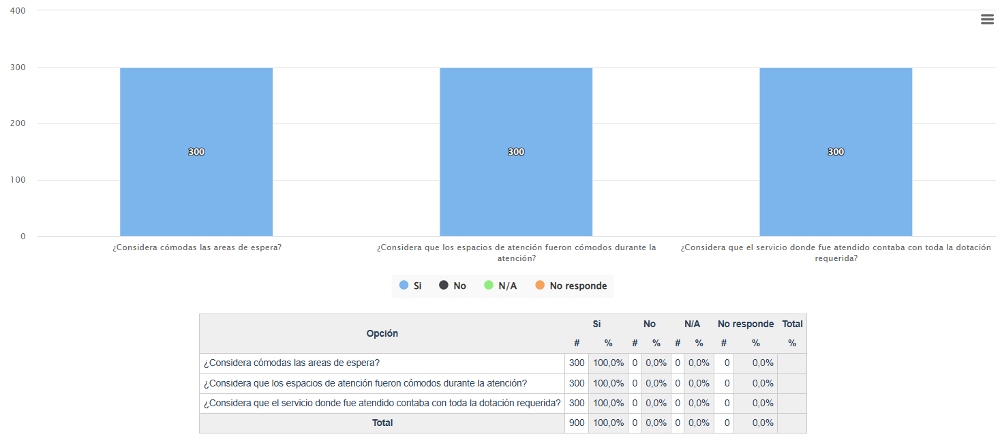 400
300
200
100
0
300 300 300
¿Considera cómodas las areas de espera?
¿Considera que los espacios de atención fueron cómodos durante la
atención?
¿Considera que el servicio donde fue atendido contaba con toda la dotación
requerida?
Si No N/A No responde
Opción Si No N/A No responde Total
# % # % # % # % %
¿Considera cómodas las areas de espera? 300 100,0% 0 0,0% 0 0,0% 0 0,0%
¿Considera que los espacios de atención fueron cómodos durante la atención? 300 100,0% 0 0,0% 0 0,0% 0 0,0%
¿Considera que el servicio donde fue atendido contaba con toda la dotación requerida? 300 100,0% 0 0,0% 0 0,0% 0 0,0%
Total 900 100,0% 0 0,0% 0 0,0% 0 0,0%